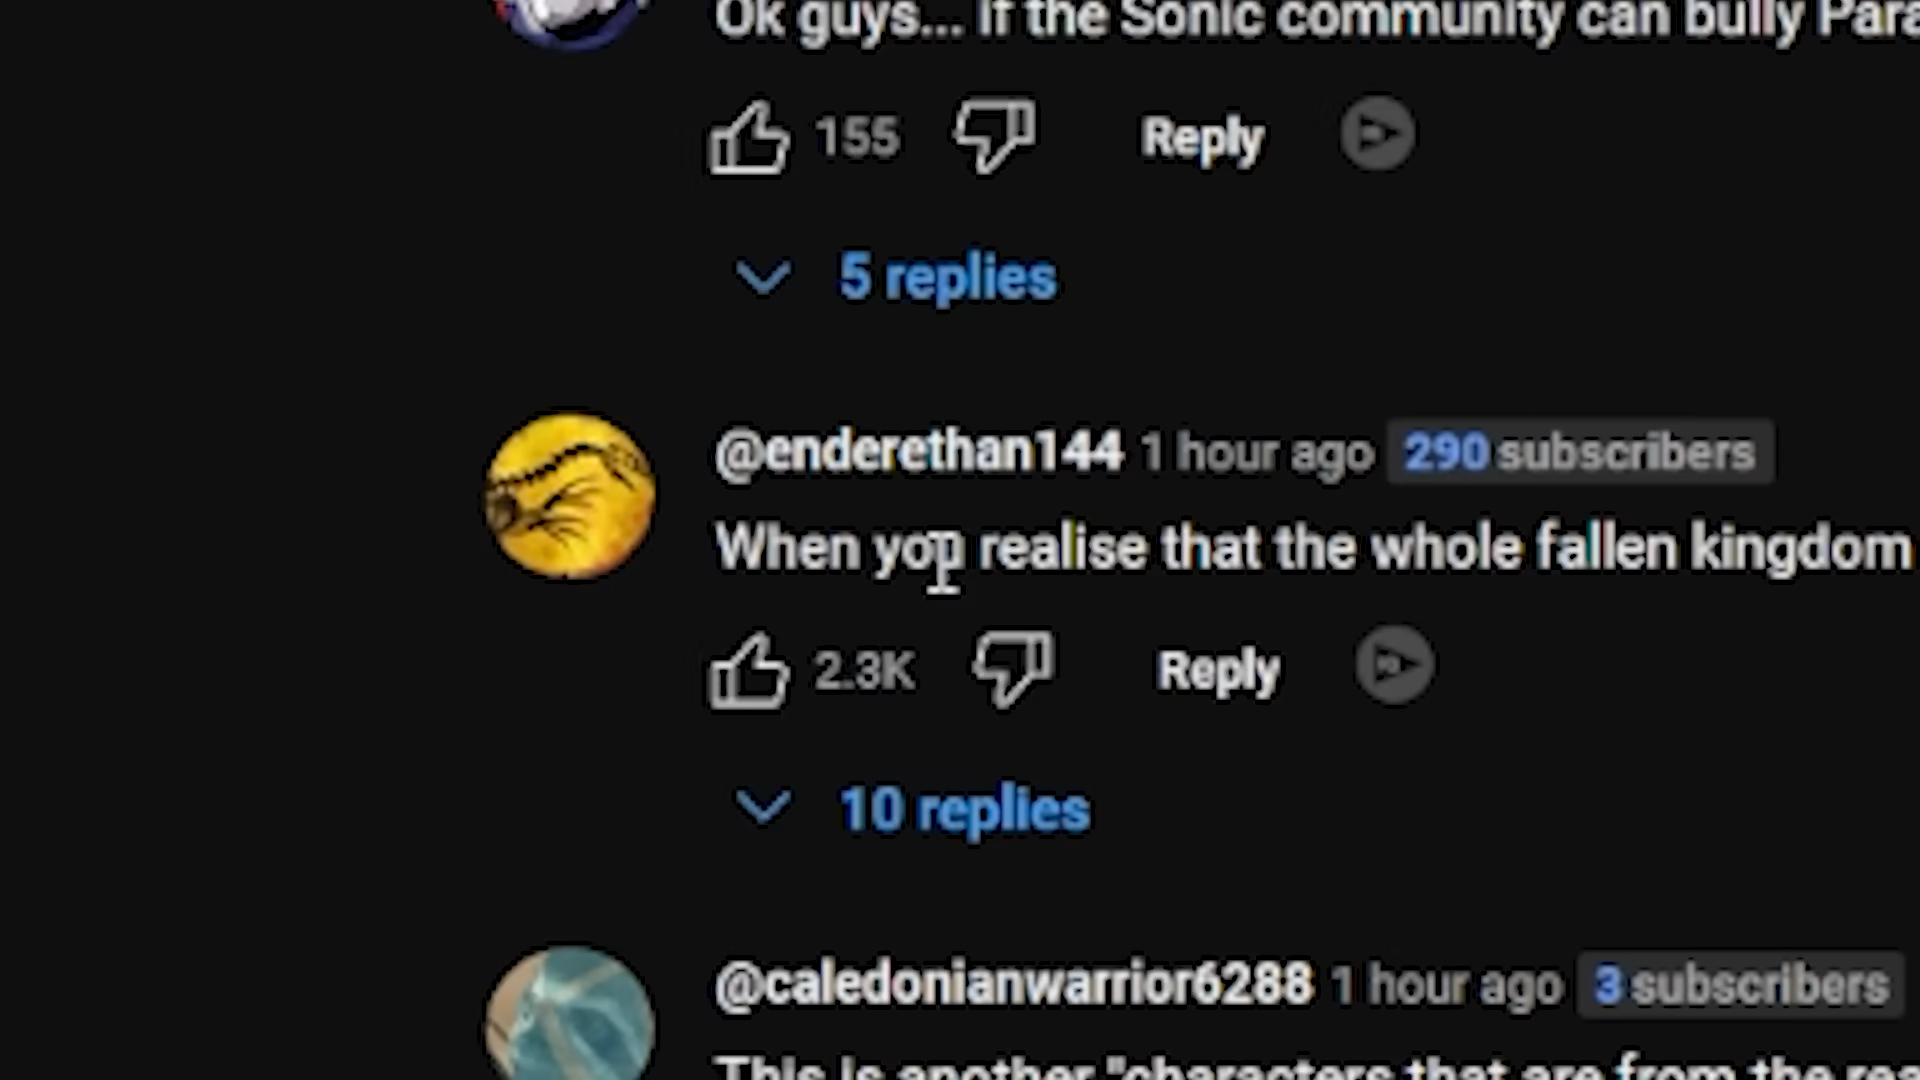 Ok guys... If the Sonic community can bully Para
155 Reply
5 replies
@enderethan144 1 hour ago 290 subscribers
When you realise that the whole fallen kingdom
2.3K Reply
10 replies
@caledonianwarrior6288 1 hour ago 3 subscribers
This is another "characters that are from the rea